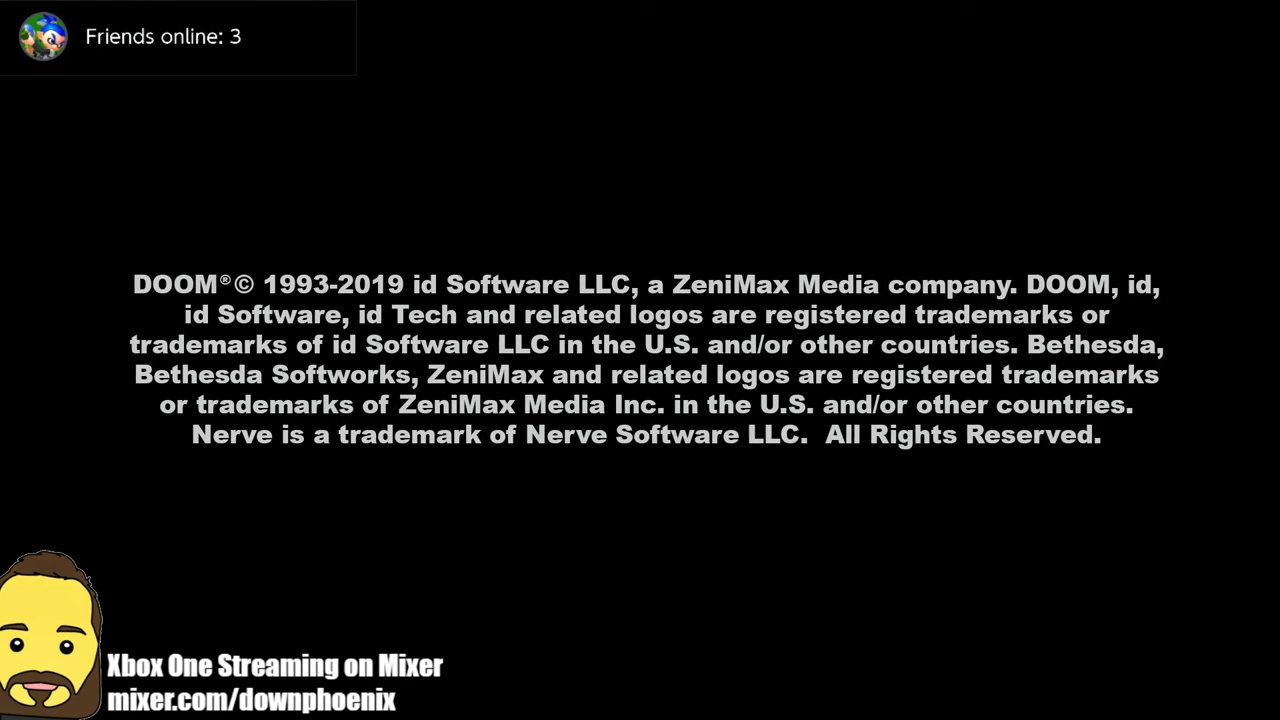 Friends online: 3
DOOM®© 1993-2019 id Software LLC, a ZeniMax Media company. DOOM, id,
id Software, id Tech and related logos are registered trademarks or
trademarks of id Software LLC in the U.S. and/or other countries. Bethesda,
Bethesda Softworks, ZeniMax and related logos are registered trademarks
or trademarks of ZeniMax Media Inc. in the U.S. and/or other countries.
Nerve is a trademark of Nerve Software LLC.  All Rights Reserved.
Xbox One Streaming on Mixer
mixer.com/downphoenix